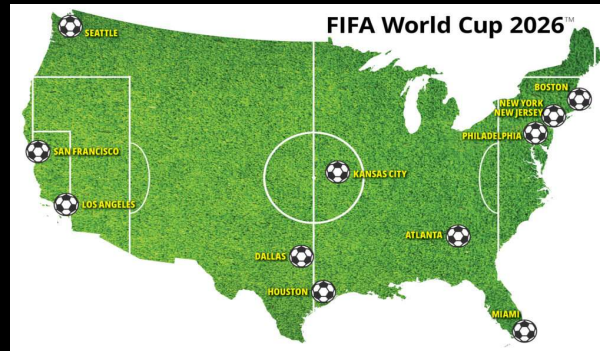 FIFA World Cup 2026™
SEATTLE
BOSTON
NEW YORK
NEW JERSEY
PHILADELPHIA
SAN FRANCISCO
KANSAS CITY
LOS ANGELES
ATLANTA
DALLAS
HOUSTON
MIAMI